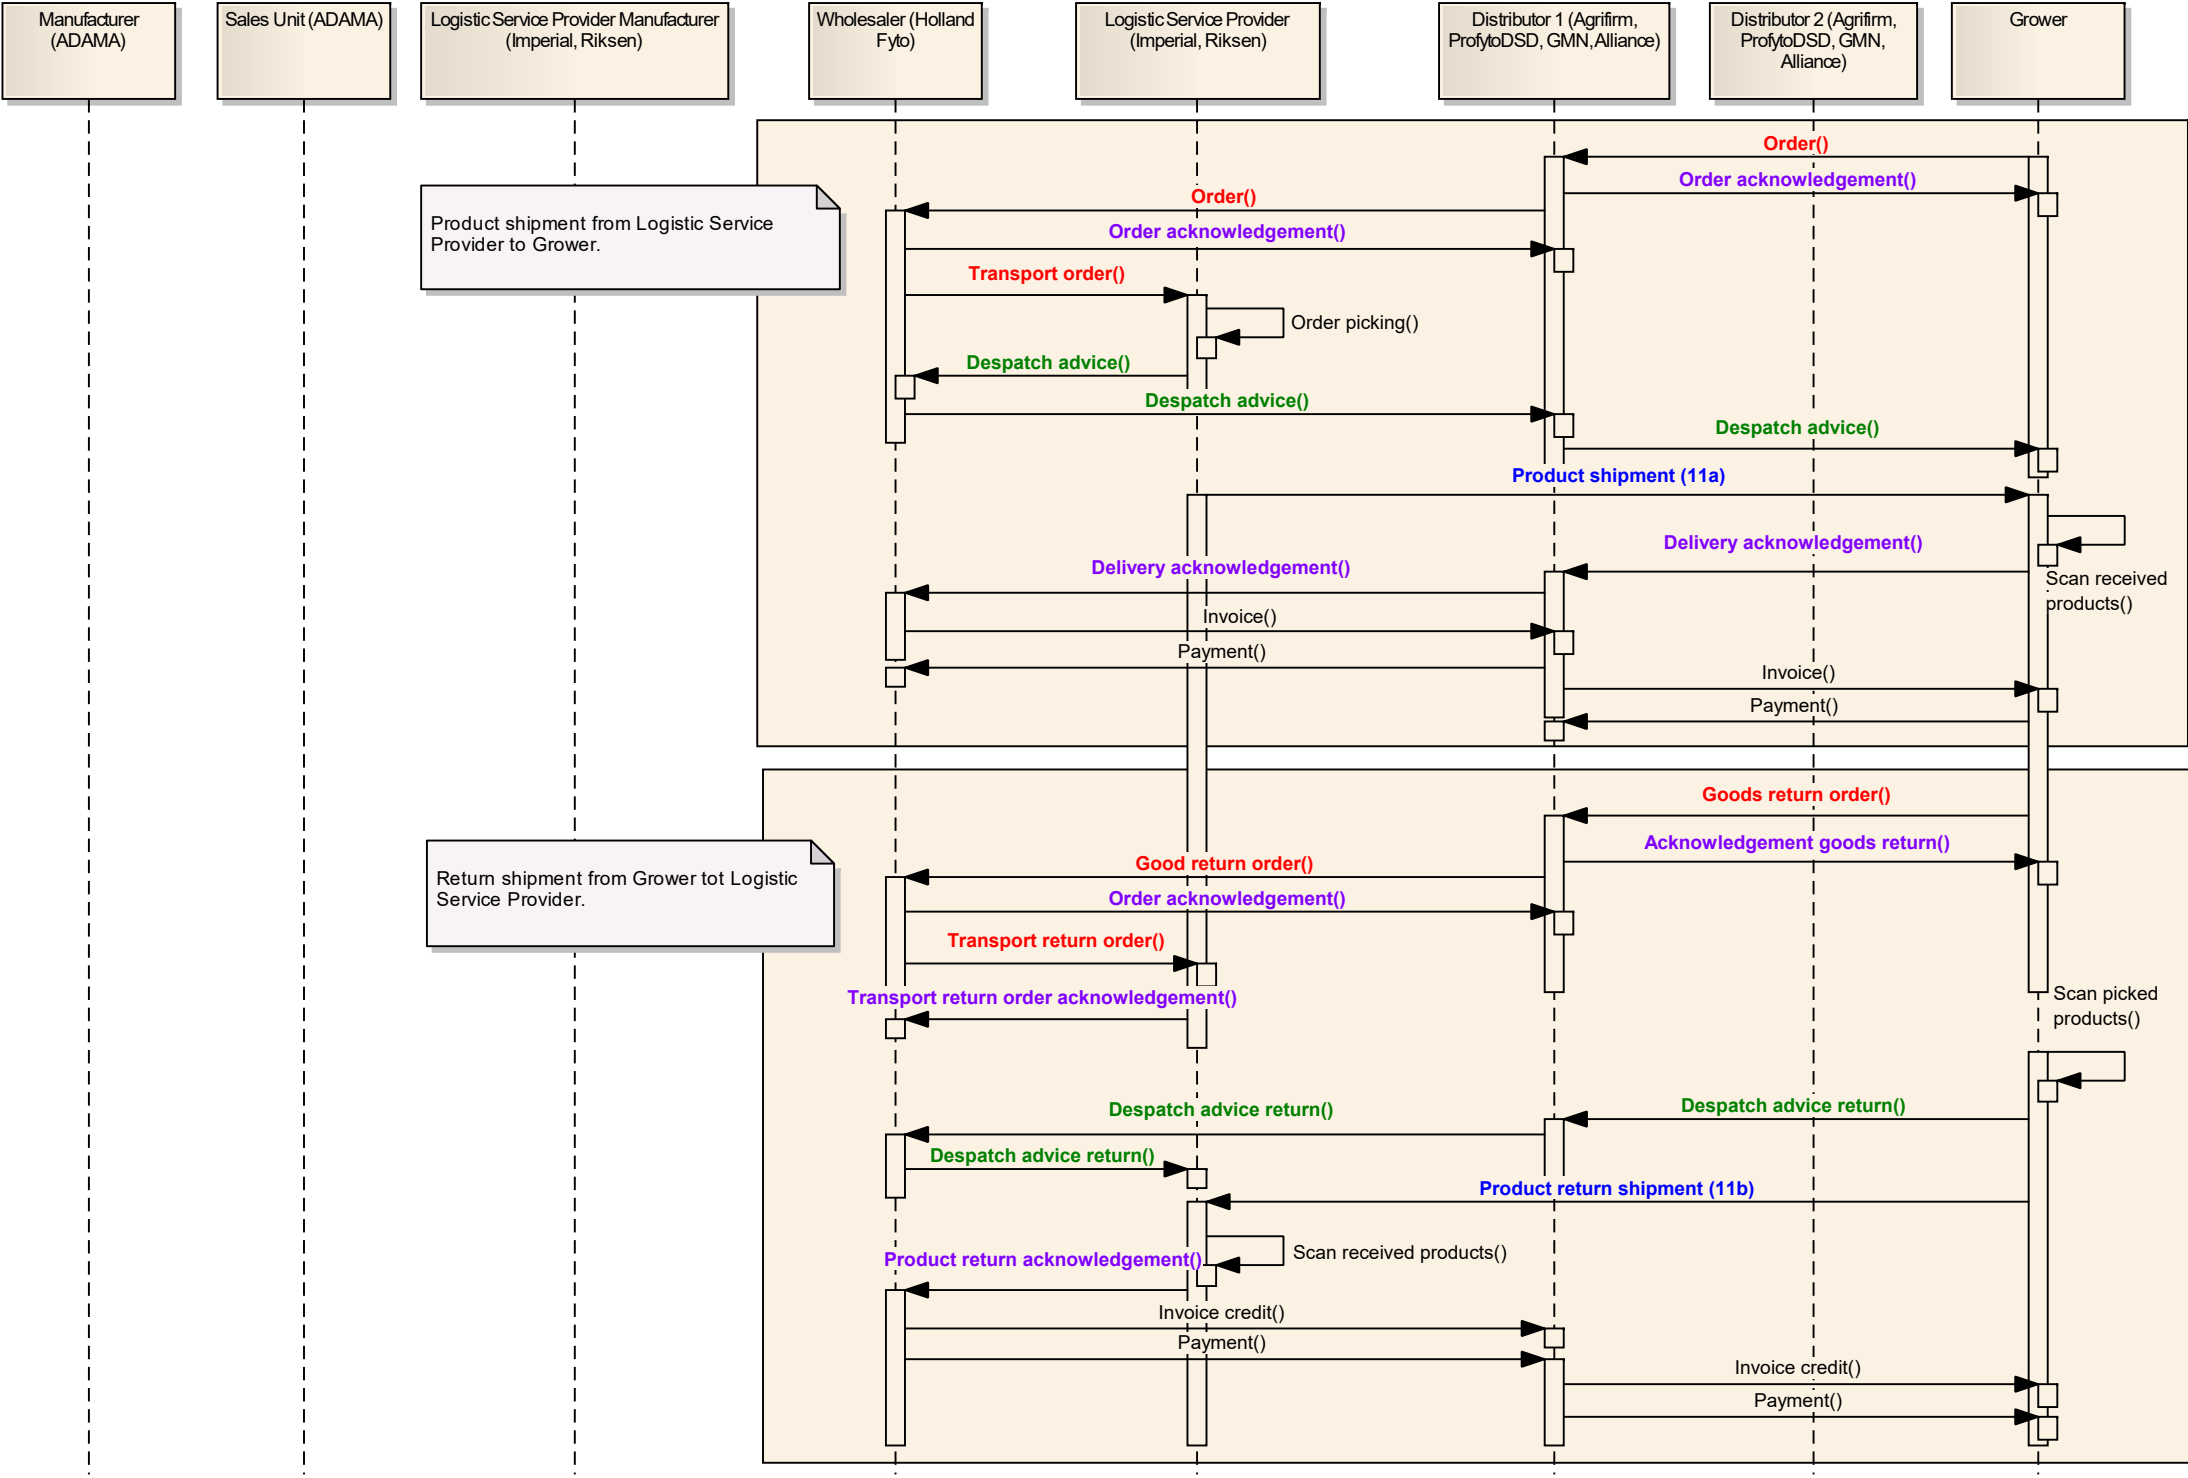 Manufacturer
(ADAMA)
Sales Unit (ADAMA)
Logistic Service Provider Manufacturer
(Imperial, Riksen)
Wholesaler (Holland
Fyto)
Logistic Service Provider
(Imperial, Riksen)
Distributor 1 (Agrifirm,
ProfytoDSD, GMN, Alliance)
Distributor 2 (Agrifirm,
ProfytoDSD, GMN,
Alliance)
Grower
Order()
Order acknowledgement()
Order()
Product shipment from Logistic Service
Provider to Grower.
Order acknowledgement()
Transport order()
Order picking()
Despatch advice()
Despatch advice()
Despatch advice()
Product shipment (11a)
Delivery acknowledgement()
Delivery acknowledgement()
Scan received
products()
Invoice()
Payment()
Invoice()
Payment()
Goods return order()
Acknowledgement goods return()
Good return order()
Return shipment from Grower tot Logistic
Service Provider.
Order acknowledgement()
Transport return order()
Transport return order acknowledgement()
Scan picked
products()
Despatch advice return()
Despatch advice return()
Despatch advice return()
Product return shipment (11b)
Scan received products()
Product return acknowledgement()
Invoice credit()
Payment()
Invoice credit()
Payment()